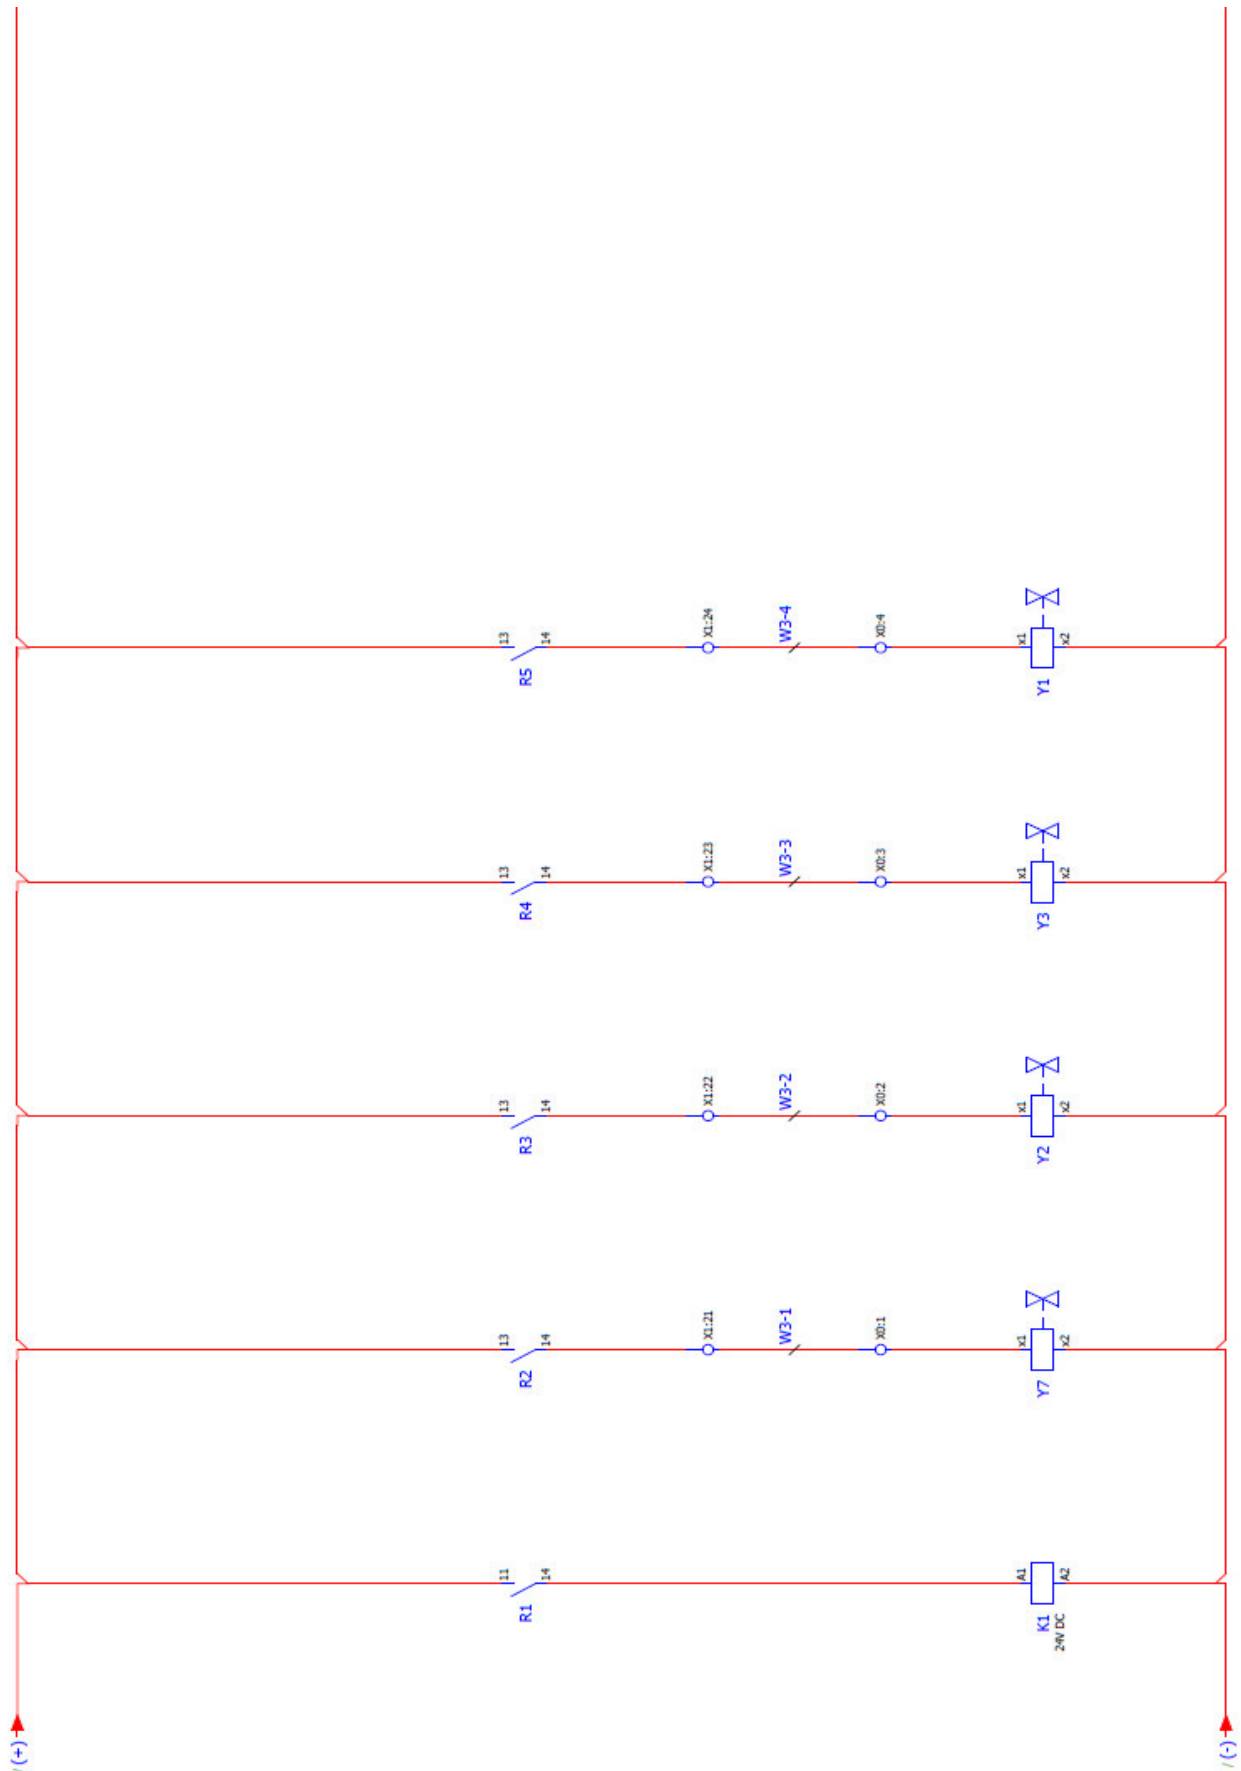 / (+)
/ (-)
R1
11
14
K1
24V DC
A1
A2
R2
13
14
X1:21
W3-1
X0:1
Y7
x1
x2
R3
13
14
X1:22
W3-2
X0:2
Y2
x1
x2
R4
13
14
X1:23
W3-3
X0:3
Y3
x1
x2
R5
13
14
X1:24
W3-4
X0:4
Y1
x1
x2